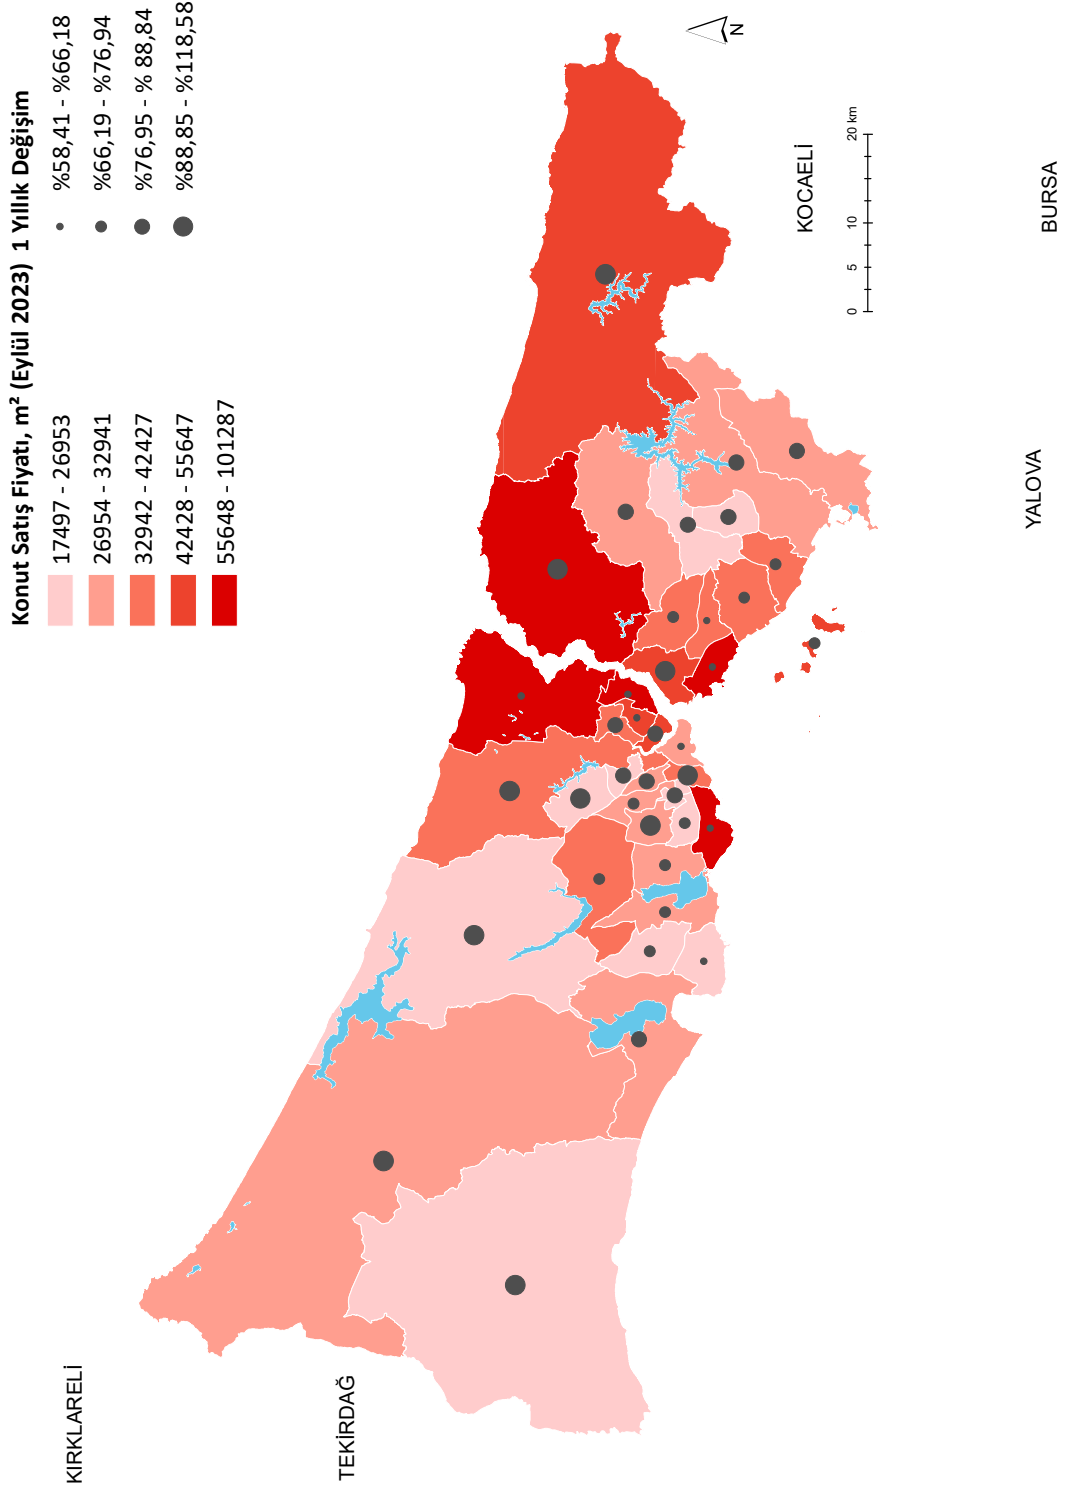 Konut Satış Fiyatı, m² (Eylül 2023)
17497 - 26953
26954 - 32941
32942 - 42427
42428 - 55647
55648 - 101287
1 Yıllık Değişim
%58,41 - %66,18
%66,19 - %76,94
%76,95 - % 88,84
%88,85 - %118,58
KIRKLARELİ
TEKİRDAĞ
KOCAELİ
YALOVA
BURSA
N
0 5 10 20 km